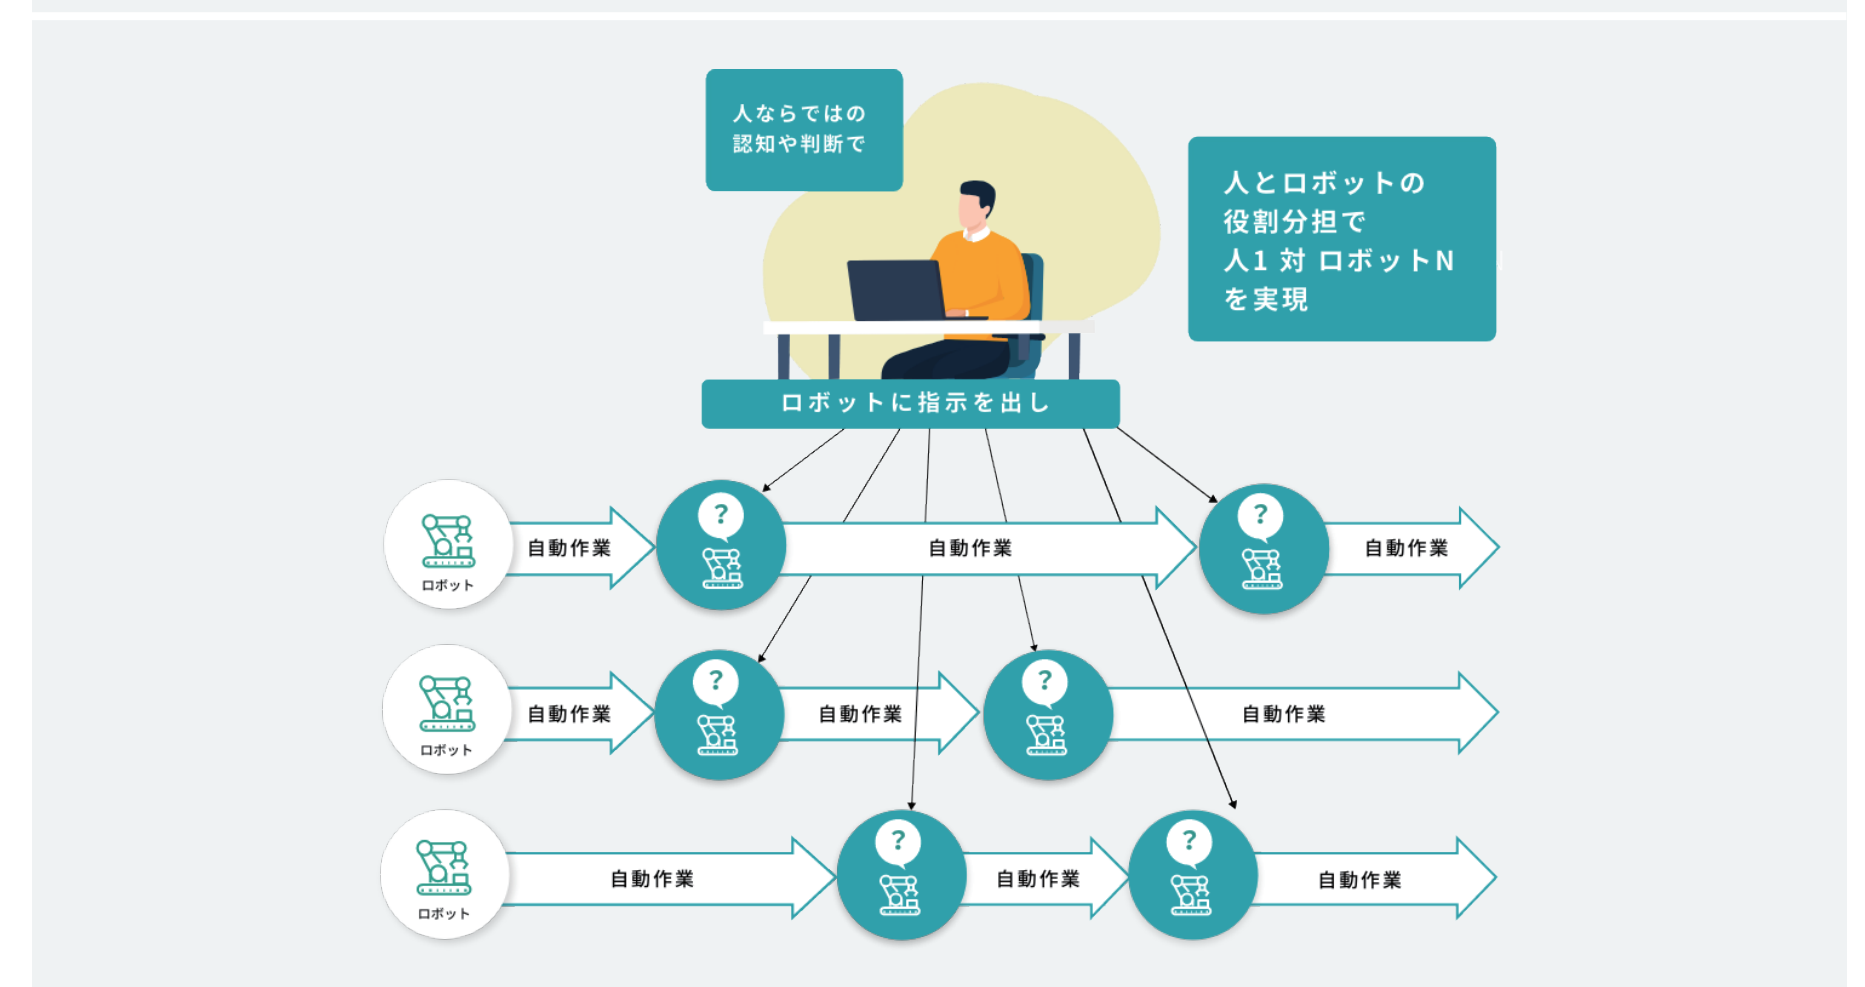 人ならではの
認知や判断で
人とロボットの
役割分担で
人1 対 ロボットN
を実現
ロボットに指示を出し
?
?
自動作業
自動作業
自動作業
ロボット
?
?
自動作業
自動作業
自動作業
ロボット
?
?
自動作業
自動作業
自動作業
ロボット